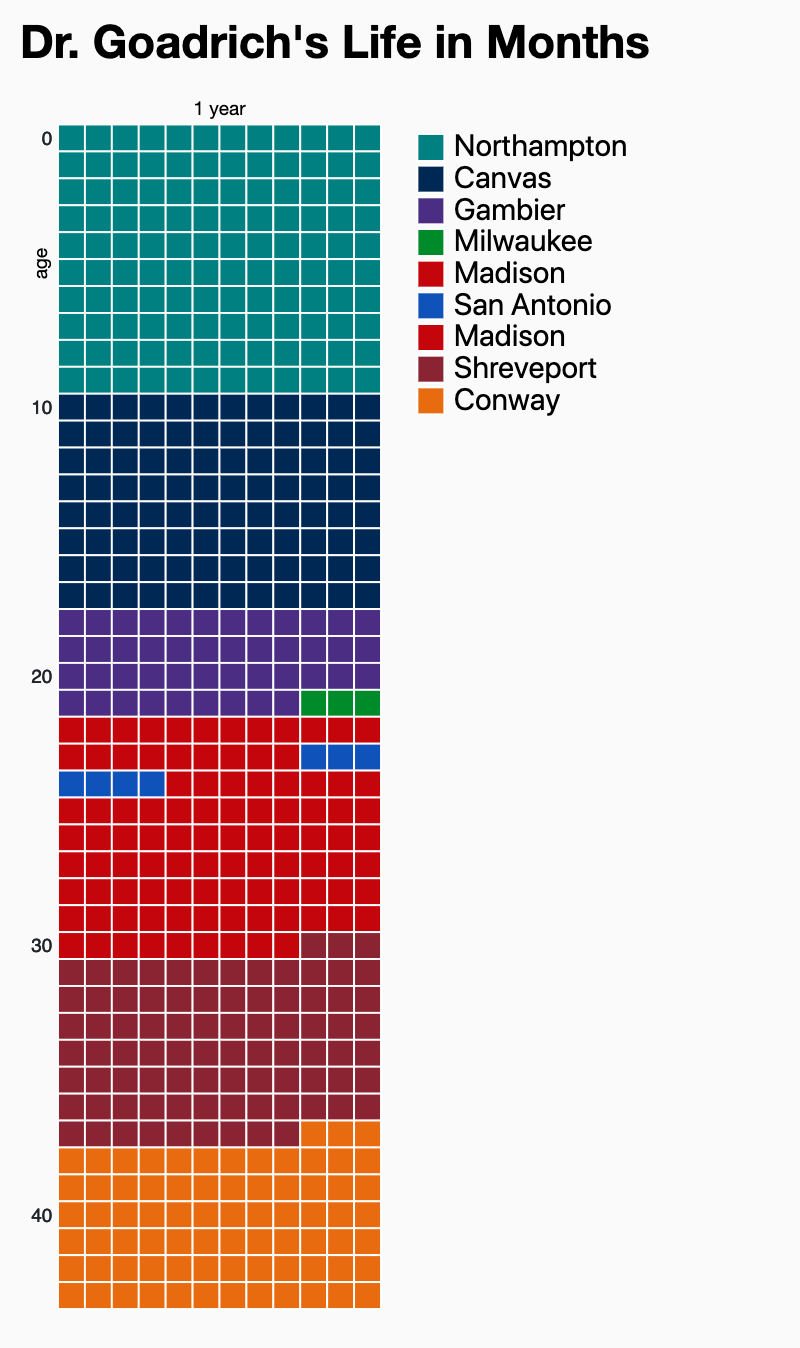 Dr. Goadrich's Life in Months
1 year
0
age
10
20
30
40
Northampton
Canvas
Gambier
Milwaukee
Madison
San Antonio
Madison
Shreveport
Conway